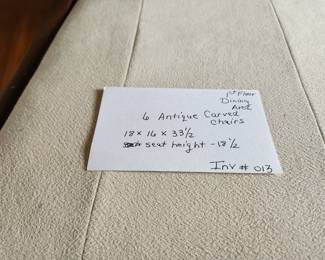 1st Floor
Dining
Area
6 Antique Carved
Chairs
18 x 16 x 33 1/2
seat height - 18 1/2
Inv # 013